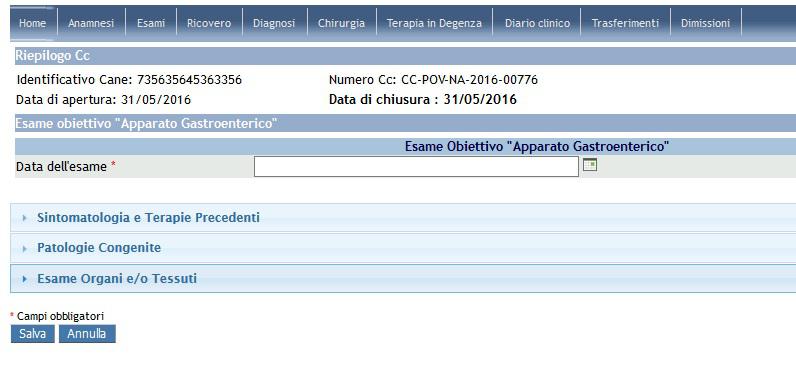 Home Anamnesi Esami Ricovero Diagnosi Chirurgia Terapia in Degenza Diario clinico Trasferimenti Dimissioni
Riepilogo Cc
Identificativo Cane: 735635645363356 Numero Cc: CC-POV-NA-2016-00776
Data di apertura: 31/05/2016 Data di chiusura : 31/05/2016
Esame obiettivo "Apparato Gastroenterico"
Esame Obiettivo "Apparato Gastroenterico"
Data dell'esame *
Sintomatologia e Terapie Precedenti
Patologie Congenite
Esame Organi e/o Tessuti
* Campi obbligatori
Salva Annulla